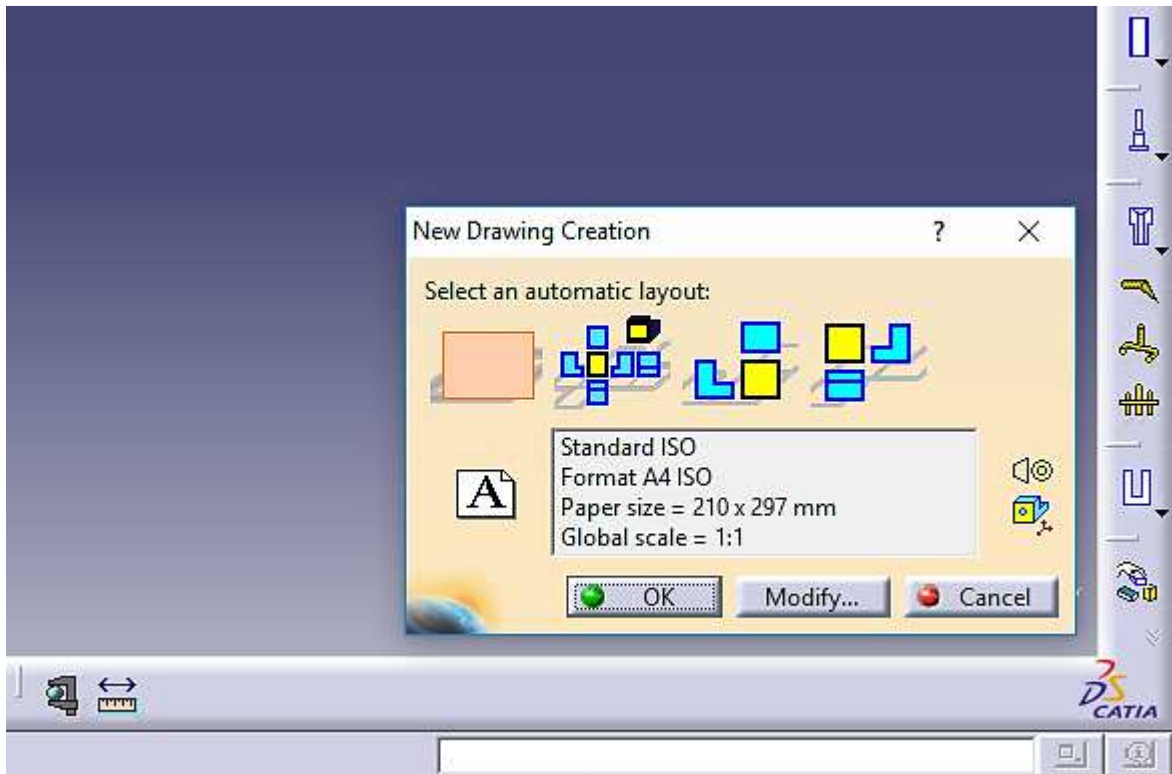 New Drawing Creation ?
Select an automatic layout:
A
Standard ISO
Format A4 ISO
Paper size = 210 x 297 mm
Global scale = 1:1
OK Modify... Cancel
DS
CATIA